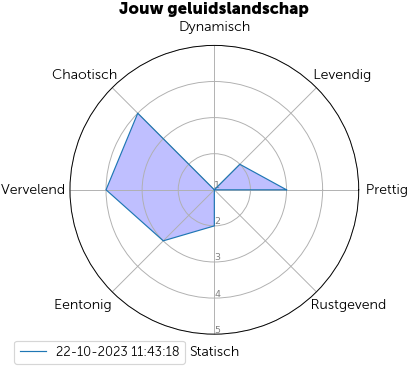 Jouw geluidslandschap
Dynamisch
Chaotisch
Levendig
Vervelend
Prettig
1
2
3
4
5
Eentonig
Rustgevend
22-10-2023 11:43:18
Statisch